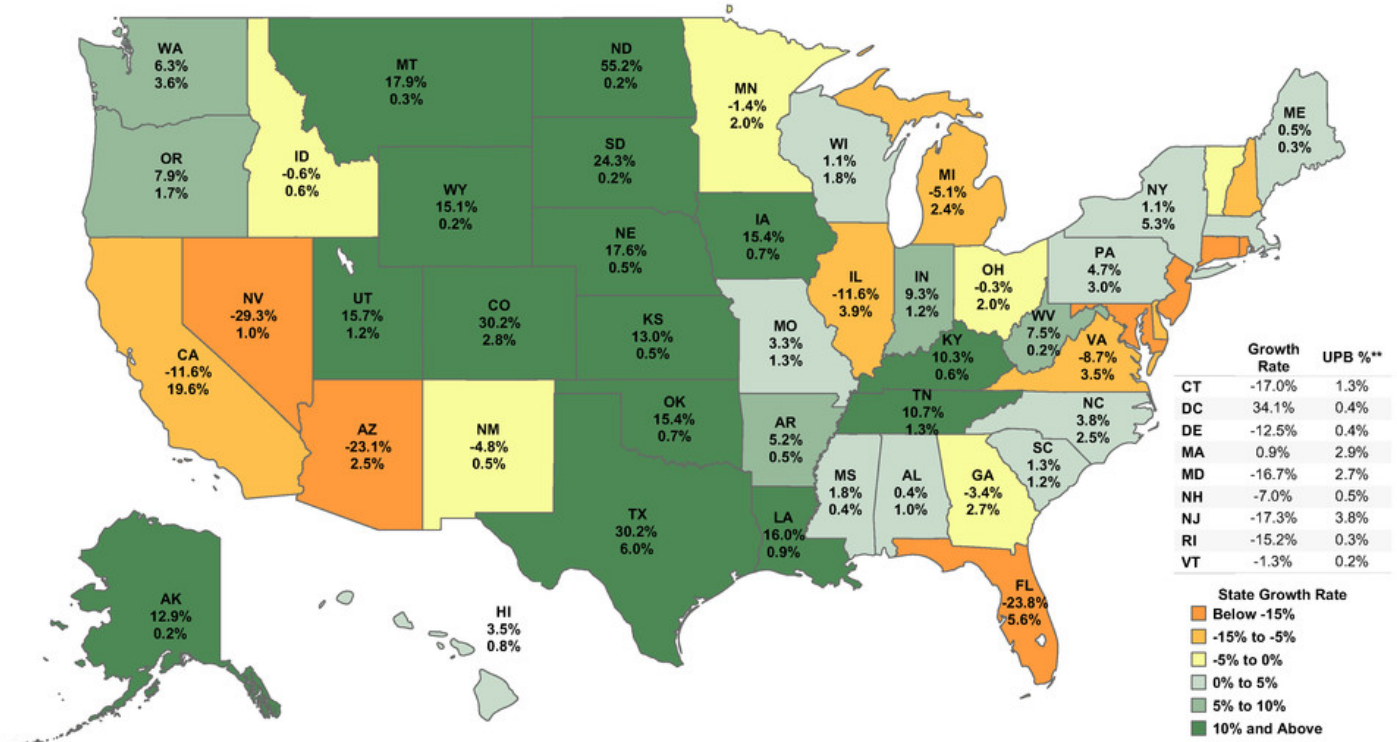 WA
6.3%
3.6%
MT
17.9%
0.3%
ND
55.2%
0.2%
MN
-1.4%
2.0%
ME
0.5%
0.3%
OR
7.9%
1.7%
ID
-0.6%
0.6%
SD
24.3%
0.2%
WI
1.1%
1.8%
MI
-5.1%
2.4%
NY
1.1%
5.3%
WY
15.1%
0.2%
NE
17.6%
0.5%
IA
15.4%
0.7%
PA
4.7%
3.0%
NV
-29.3%
1.0%
UT
15.7%
1.2%
CO
30.2%
2.8%
KS
13.0%
0.5%
MO
3.3%
1.3%
IL
-11.6%
3.9%
IN
9.3%
1.2%
OH
-0.3%
2.0%
WV
7.5%
0.2%
VA
-8.7%
3.5%
CA
-11.6%
19.6%
KY
10.3%
0.6%
AZ
-23.1%
2.5%
NM
-4.8%
0.5%
OK
15.4%
0.7%
AR
5.2%
0.5%
TN
10.7%
1.3%
NC
3.8%
2.5%
SC
1.3%
1.2%
TX
30.2%
6.0%
LA
16.0%
0.9%
MS
1.8%
0.4%
AL
0.4%
1.0%
GA
-3.4%
2.7%
FL
-23.8%
5.6%
AK
12.9%
0.2%
HI
3.5%
0.8%
Growth Rate UPB %**
CT -17.0% 1.3%
DC 34.1% 0.4%
DE -12.5% 0.4%
MA 0.9% 2.9%
MD -16.7% 2.7%
NH -7.0% 0.5%
NJ -17.3% 3.8%
RI -15.2% 0.3%
VT -1.3% 0.2%
State Growth Rate
Below -15%
-15% to -5%
-5% to 0%
0% to 5%
5% to 10%
10% and Above